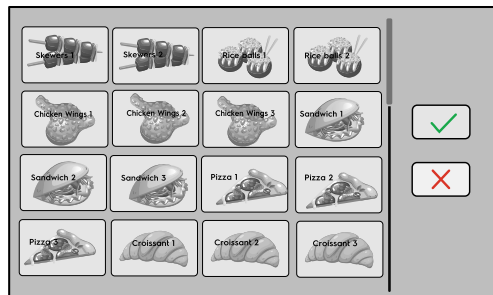 Skewers 1
Skewers 2
Rice balls 1
Rice balls 2
Chicken Wings 1
Chicken Wings 2
Chicken Wings 3
Sandwich 1
Sandwich 2
Sandwich 3
Pizza 1
Pizza 2
Pizza 3
Croissant 1
Croissant 2
Croissant 3